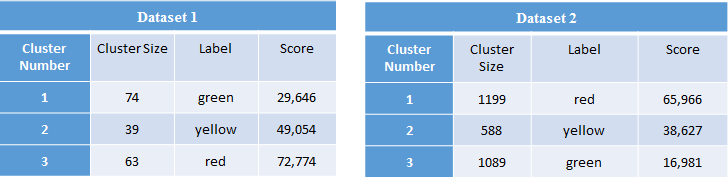 Dataset 1
Cluster Number Cluster Size Label Score
1 74 green 29,646
2 39 yellow 49,054
3 63 red 72,774
Dataset 2
Cluster Number Cluster Size Label Score
1 1199 red 65,966
2 588 yellow 38,627
3 1089 green 16,981